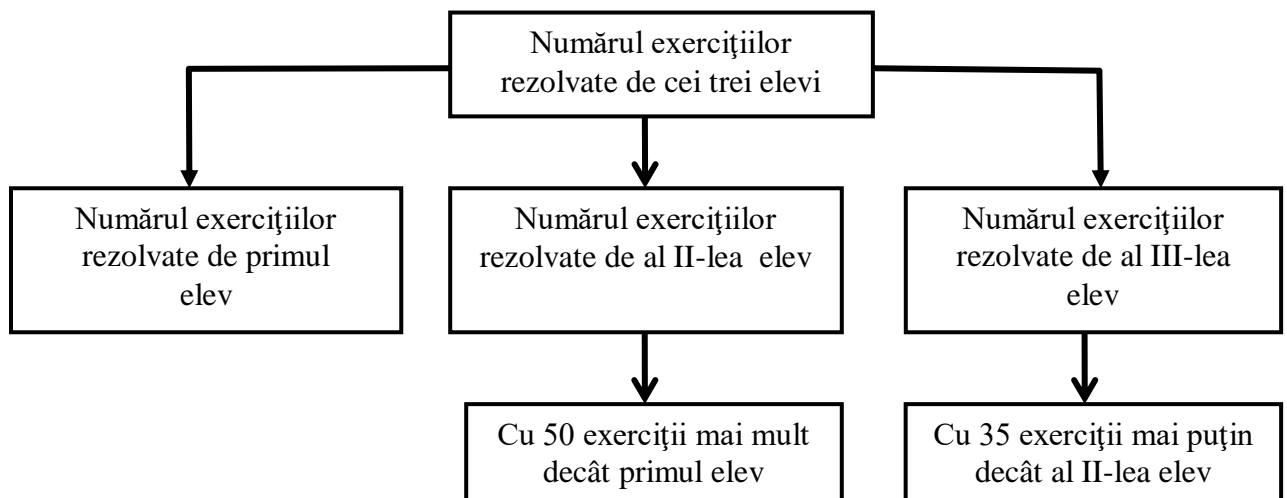 Numărul exerciţiilor
rezolvate de cei trei elevi
Numărul exerciţiilor
rezolvate de primul
elev
Numărul exerciţiilor
rezolvate de al II-lea elev
Numărul exerciţiilor
rezolvate de al III-lea
elev
Cu 50 exerciţii mai mult
decât primul elev
Cu 35 exerciţii mai puţin
decât al II-lea elev